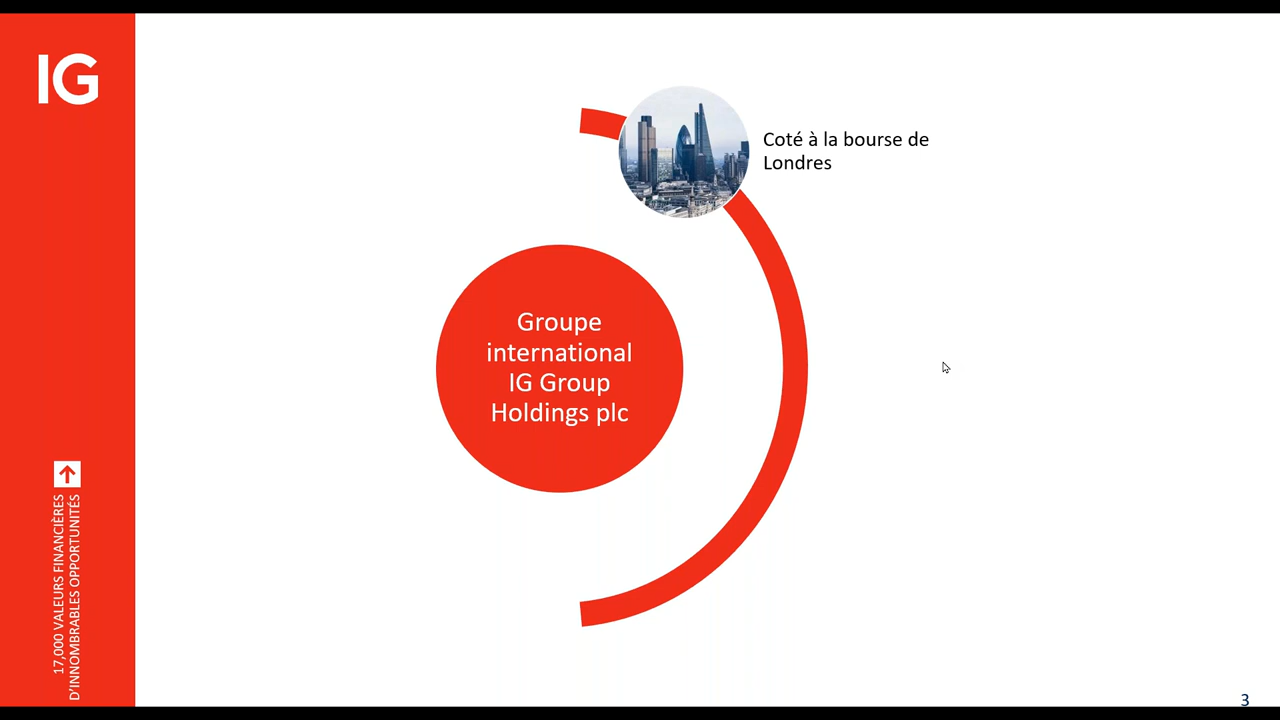 IG
Coté à la bourse de
Londres
Groupe
international
IG Group
Holdings plc
17,000 VALEURS FINANCIÈRES
D'INNOMBRABLES OPPORTUNITÉS
3